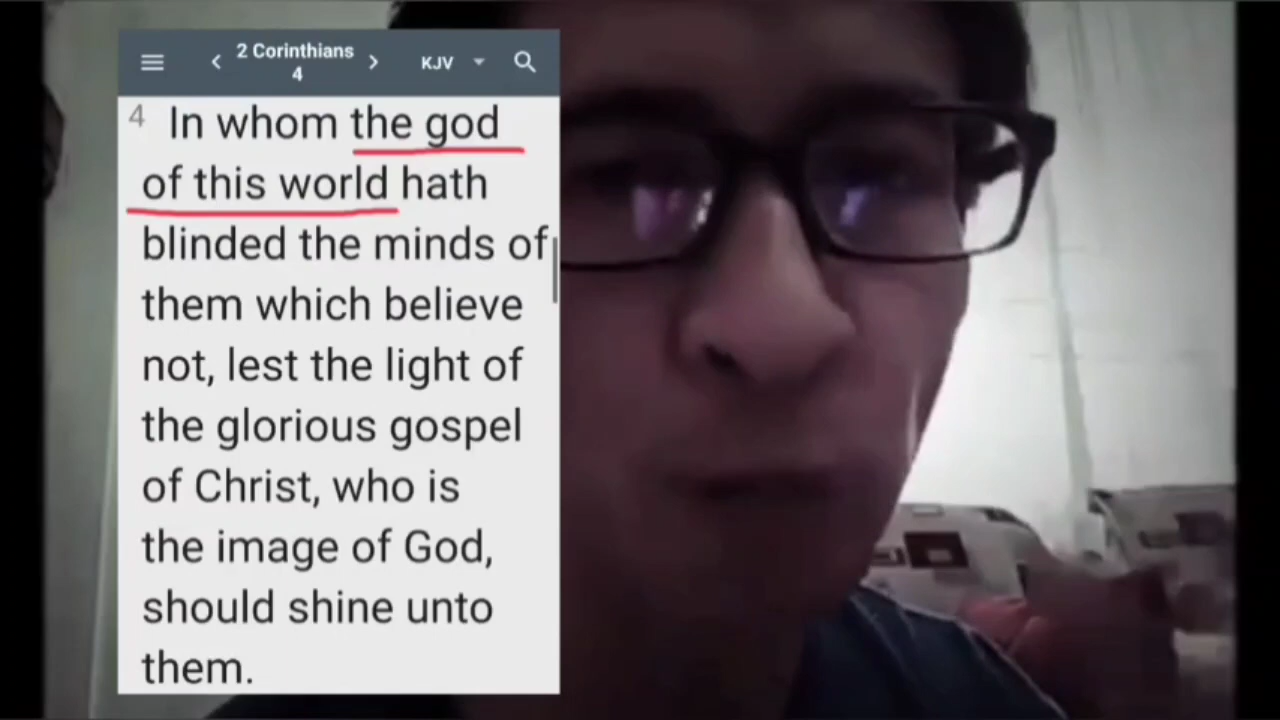 2 Corinthians
4
KJV
4 In whom the god
of this world hath
blinded the minds of
them which believe
not, lest the light of
the glorious gospel
of Christ, who is
the image of God,
should shine unto
them.